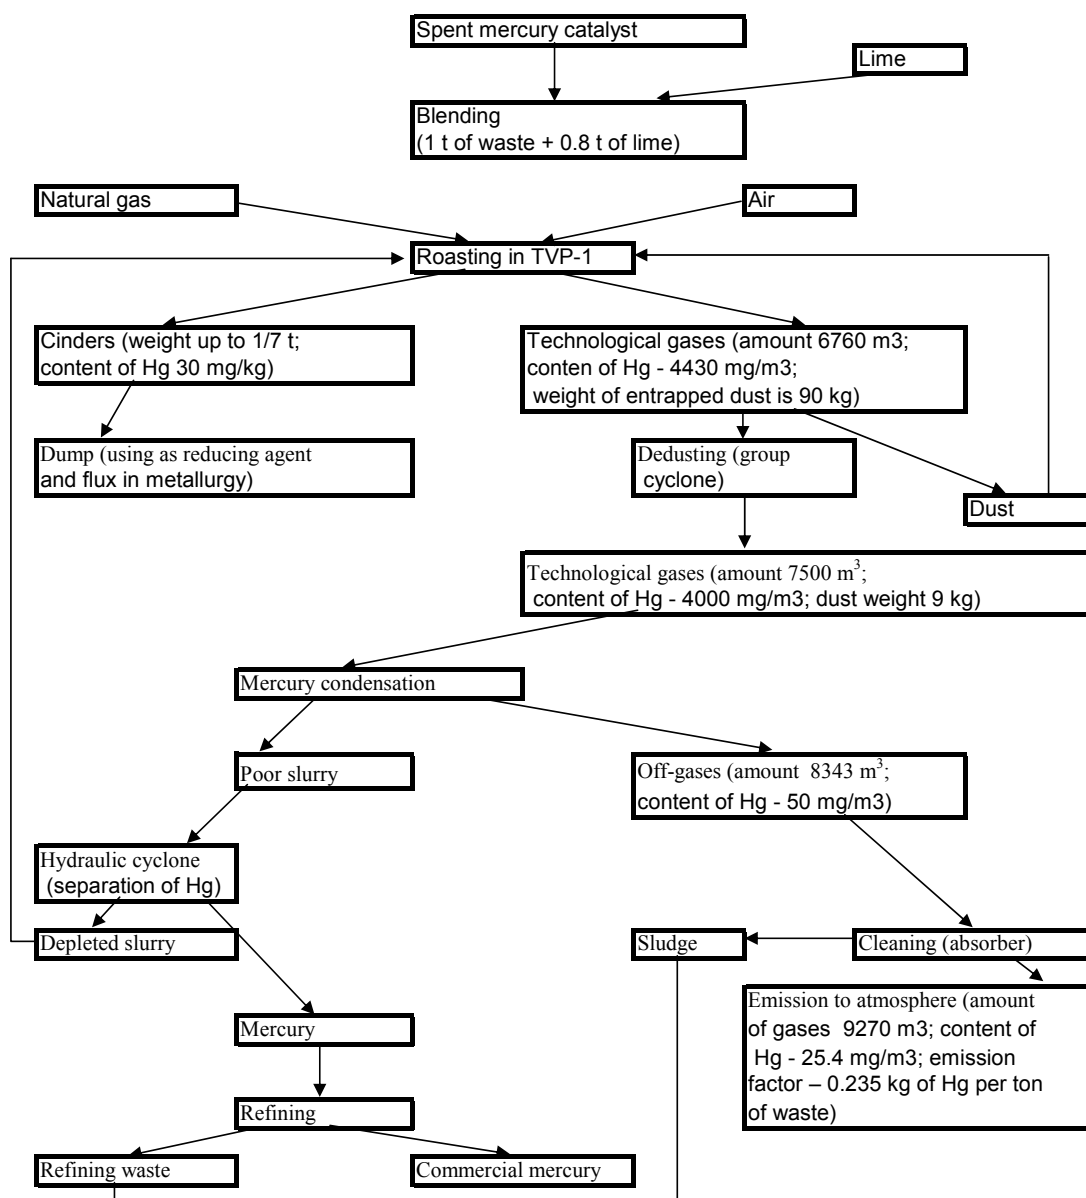 Spent mercury catalyst
Lime
Blending
(1 t of waste + 0.8 t of lime)
Natural gas
Air
Roasting in TVP-1
Cinders (weight up to 1/7 t;
content of Hg 30 mg/kg)
Technological gases (amount 6760 m3;
conten of Hg - 4430 mg/m3;
weight of entrapped dust is 90 kg)
Dump (using as reducing agent
and flux in metallurgy)
Dedusting (group
cyclone)
Dust
Technological gases (amount 7500 m³;
content of Hg - 4000 mg/m3; dust weight 9 kg)
Mercury condensation
Poor slurry
Off-gases (amount 8343 m³;
content of Hg - 50 mg/m3)
Hydraulic cyclone
(separation of Hg)
Depleted slurry
Sludge
Cleaning (absorber)
Emission to atmosphere (amount
of gases 9270 m3; content of
Hg - 25.4 mg/m3; emission
factor – 0.235 kg of Hg per ton
of waste)
Mercury
Refining
Refining waste
Commercial mercury